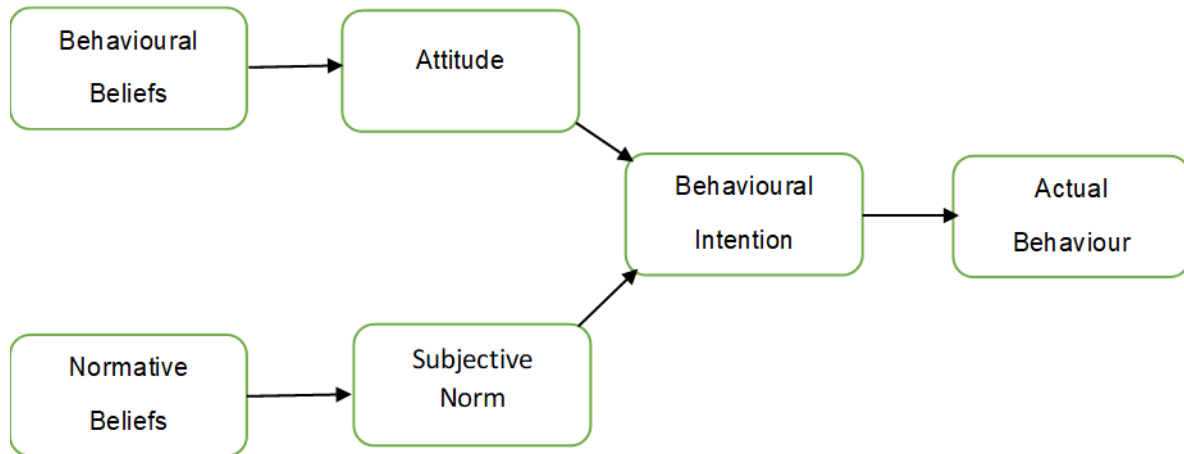 Behavioural
Beliefs
Attitude
Behavioural
Intention
Actual
Behaviour
Normative
Beliefs
Subjective
Norm